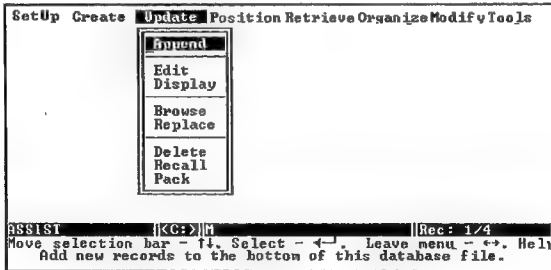 SetUp Create Update Position Retrieve Organize Modify Tools
Append
Edit
Display
Browse
Replace
Delete
Recall
Pack
ASSIST |<C:>|M |Rec: 1/4
Move selection bar - ↑↓. Select - ←┘. Leave menu - ↔. Help
Add new records to the bottom of this database file.